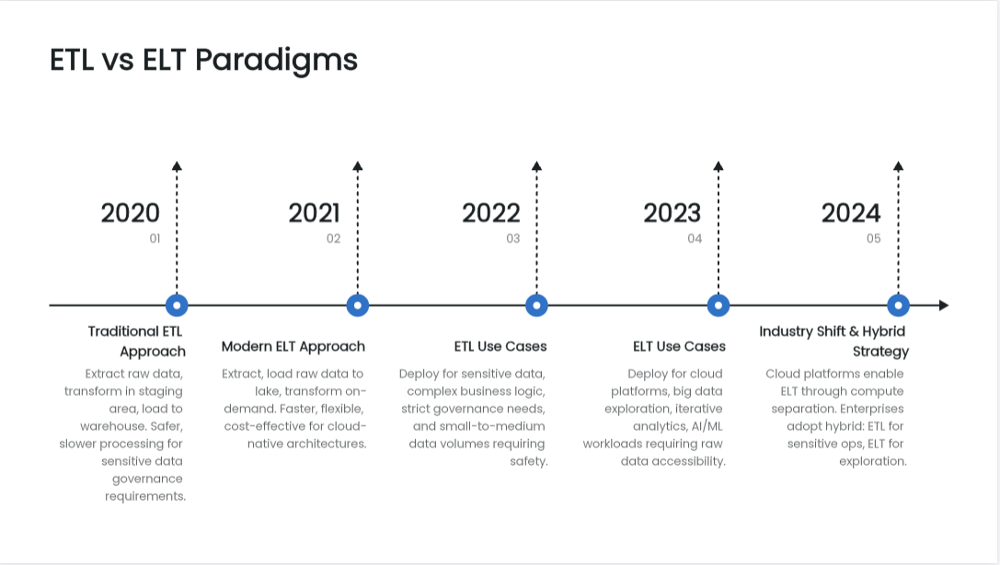 ETL vs ELT Paradigms
2020
01
2021
02
2022
03
2023
04
2024
05
Traditional ETL
Approach
Extract raw data,
transform in staging
area, load to
warehouse. Safer,
slower processing for
sensitive data
governance
requirements.
Modern ELT Approach
Extract, load raw data to
lake, transform on-
demand. Faster, flexible,
cost-effective for cloud-
native architectures.
ETL Use Cases
Deploy for sensitive data,
complex business logic,
strict governance needs,
and small-to-medium
data volumes requiring
safety.
ELT Use Cases
Deploy for cloud
platforms, big data
exploration, iterative
analytics, AI/ML
workloads requiring raw
data accessibility.
Industry Shift & Hybrid
Strategy
Cloud platforms enable
ELT through compute
separation. Enterprises
adopt hybrid: ETL for
sensitive ops, ELT for
exploration.